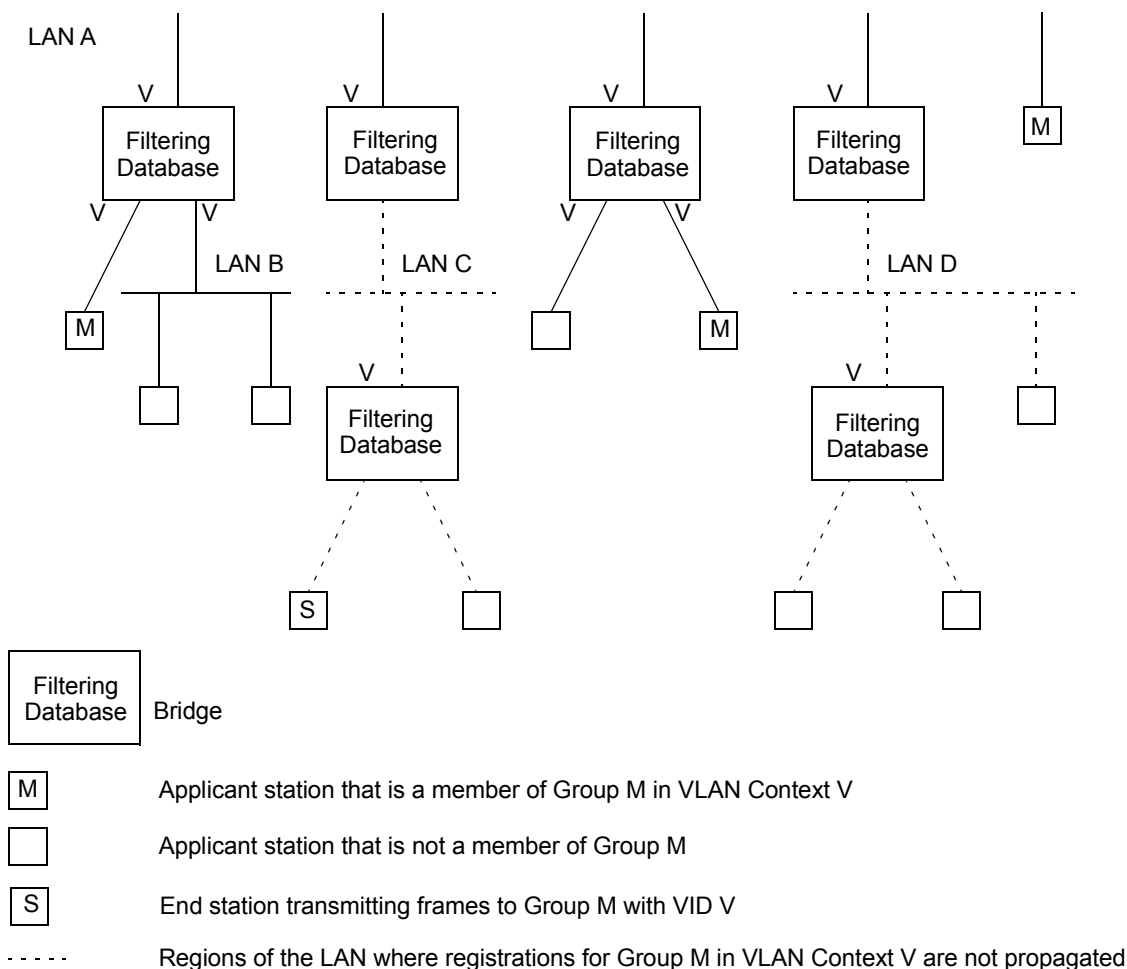 LAN A
V V V V
Filtering
Database
Filtering
Database
Filtering
Database
Filtering
Database
M
V V V V
LAN B LAN C LAN D
M M
V V
Filtering
Database
Filtering
Database
S
Filtering
Database Bridge
M Applicant station that is a member of Group M in VLAN Context V
Applicant station that is not a member of Group M
S End station transmitting frames to Group M with VID V
Regions of the LAN where registrations for Group M in VLAN Context V are not propagated